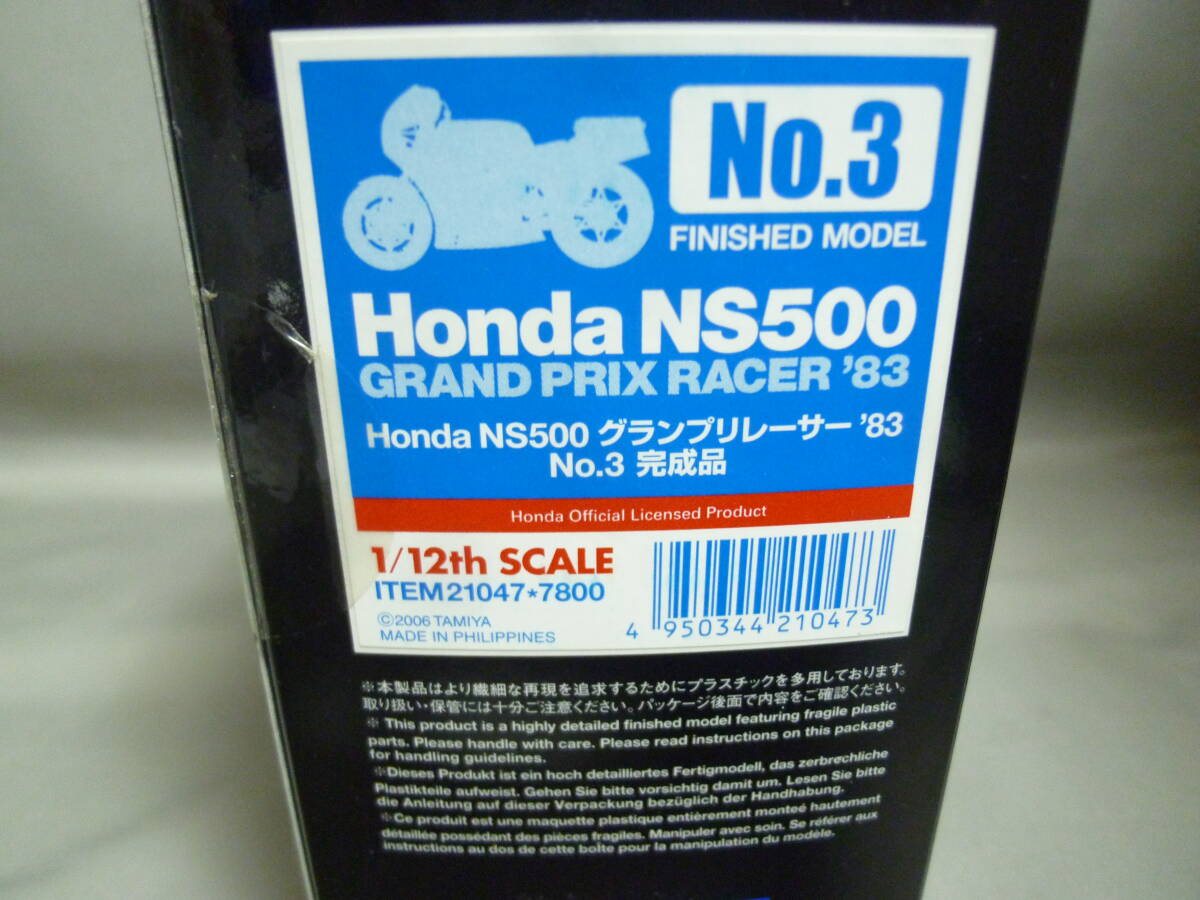 No.3
FINISHED MODEL
Honda NS500
GRAND PRIX RACER '83
Honda NS500 グランプリレーサー '83
No.3 完成品
Honda Official Licensed Product
1/12th SCALE
ITEM 21047*7800
©2006 TAMIYA
MADE IN PHILIPPINES
4 950344 210473
※本製品はより繊細な再現を追求するためにプラスチックを多用しております。
取り扱い・保管には十分ご注意ください。パッケージ後面で内容をご確認ください。
※ This product is a highly detailed finished model featuring fragile plastic
parts. Please handle with care. Please read instructions on this package
for handling guidelines.
※Dieses Produkt ist ein hoch detailliertes Fertigmodell, das zerbrechliche
Plastikteile aufweist. Gehen Sie bitte vorsichtig damit um. Lesen Sie bitte
die Anleitung auf dieser Verpackung bezüglich der Handhabung.
※Ce produit est une maquette plastique entièrement monteé hautement
détaillée possédant des pièces fragiles. Manipuler avec soin. Se référer aux
instructions au dos de cette boîte pour la manipulation du modèle.